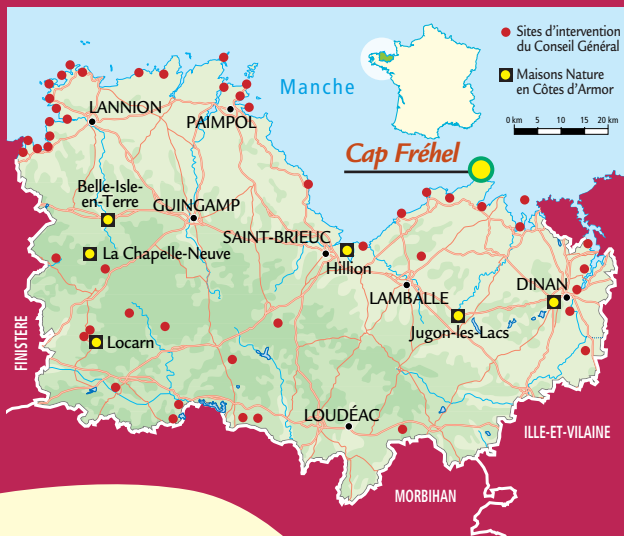 Sites d'intervention
du Conseil Général
Maisons Nature
en Côtes d'Armor
0 km 5 10 15 20 km
Manche
LANNION
PAIMPOL
Cap Fréhel
Belle-Isle-
en-Terre
GUINGAMP
SAINT-BRIEUC
La Chapelle-Neuve
Hillion
LAMBALLE
DINAN
Jugon-les-Lacs
FINISTERE
Locarn
LOUDÉAC
ILLE-ET-VILAINE
MORBIHAN